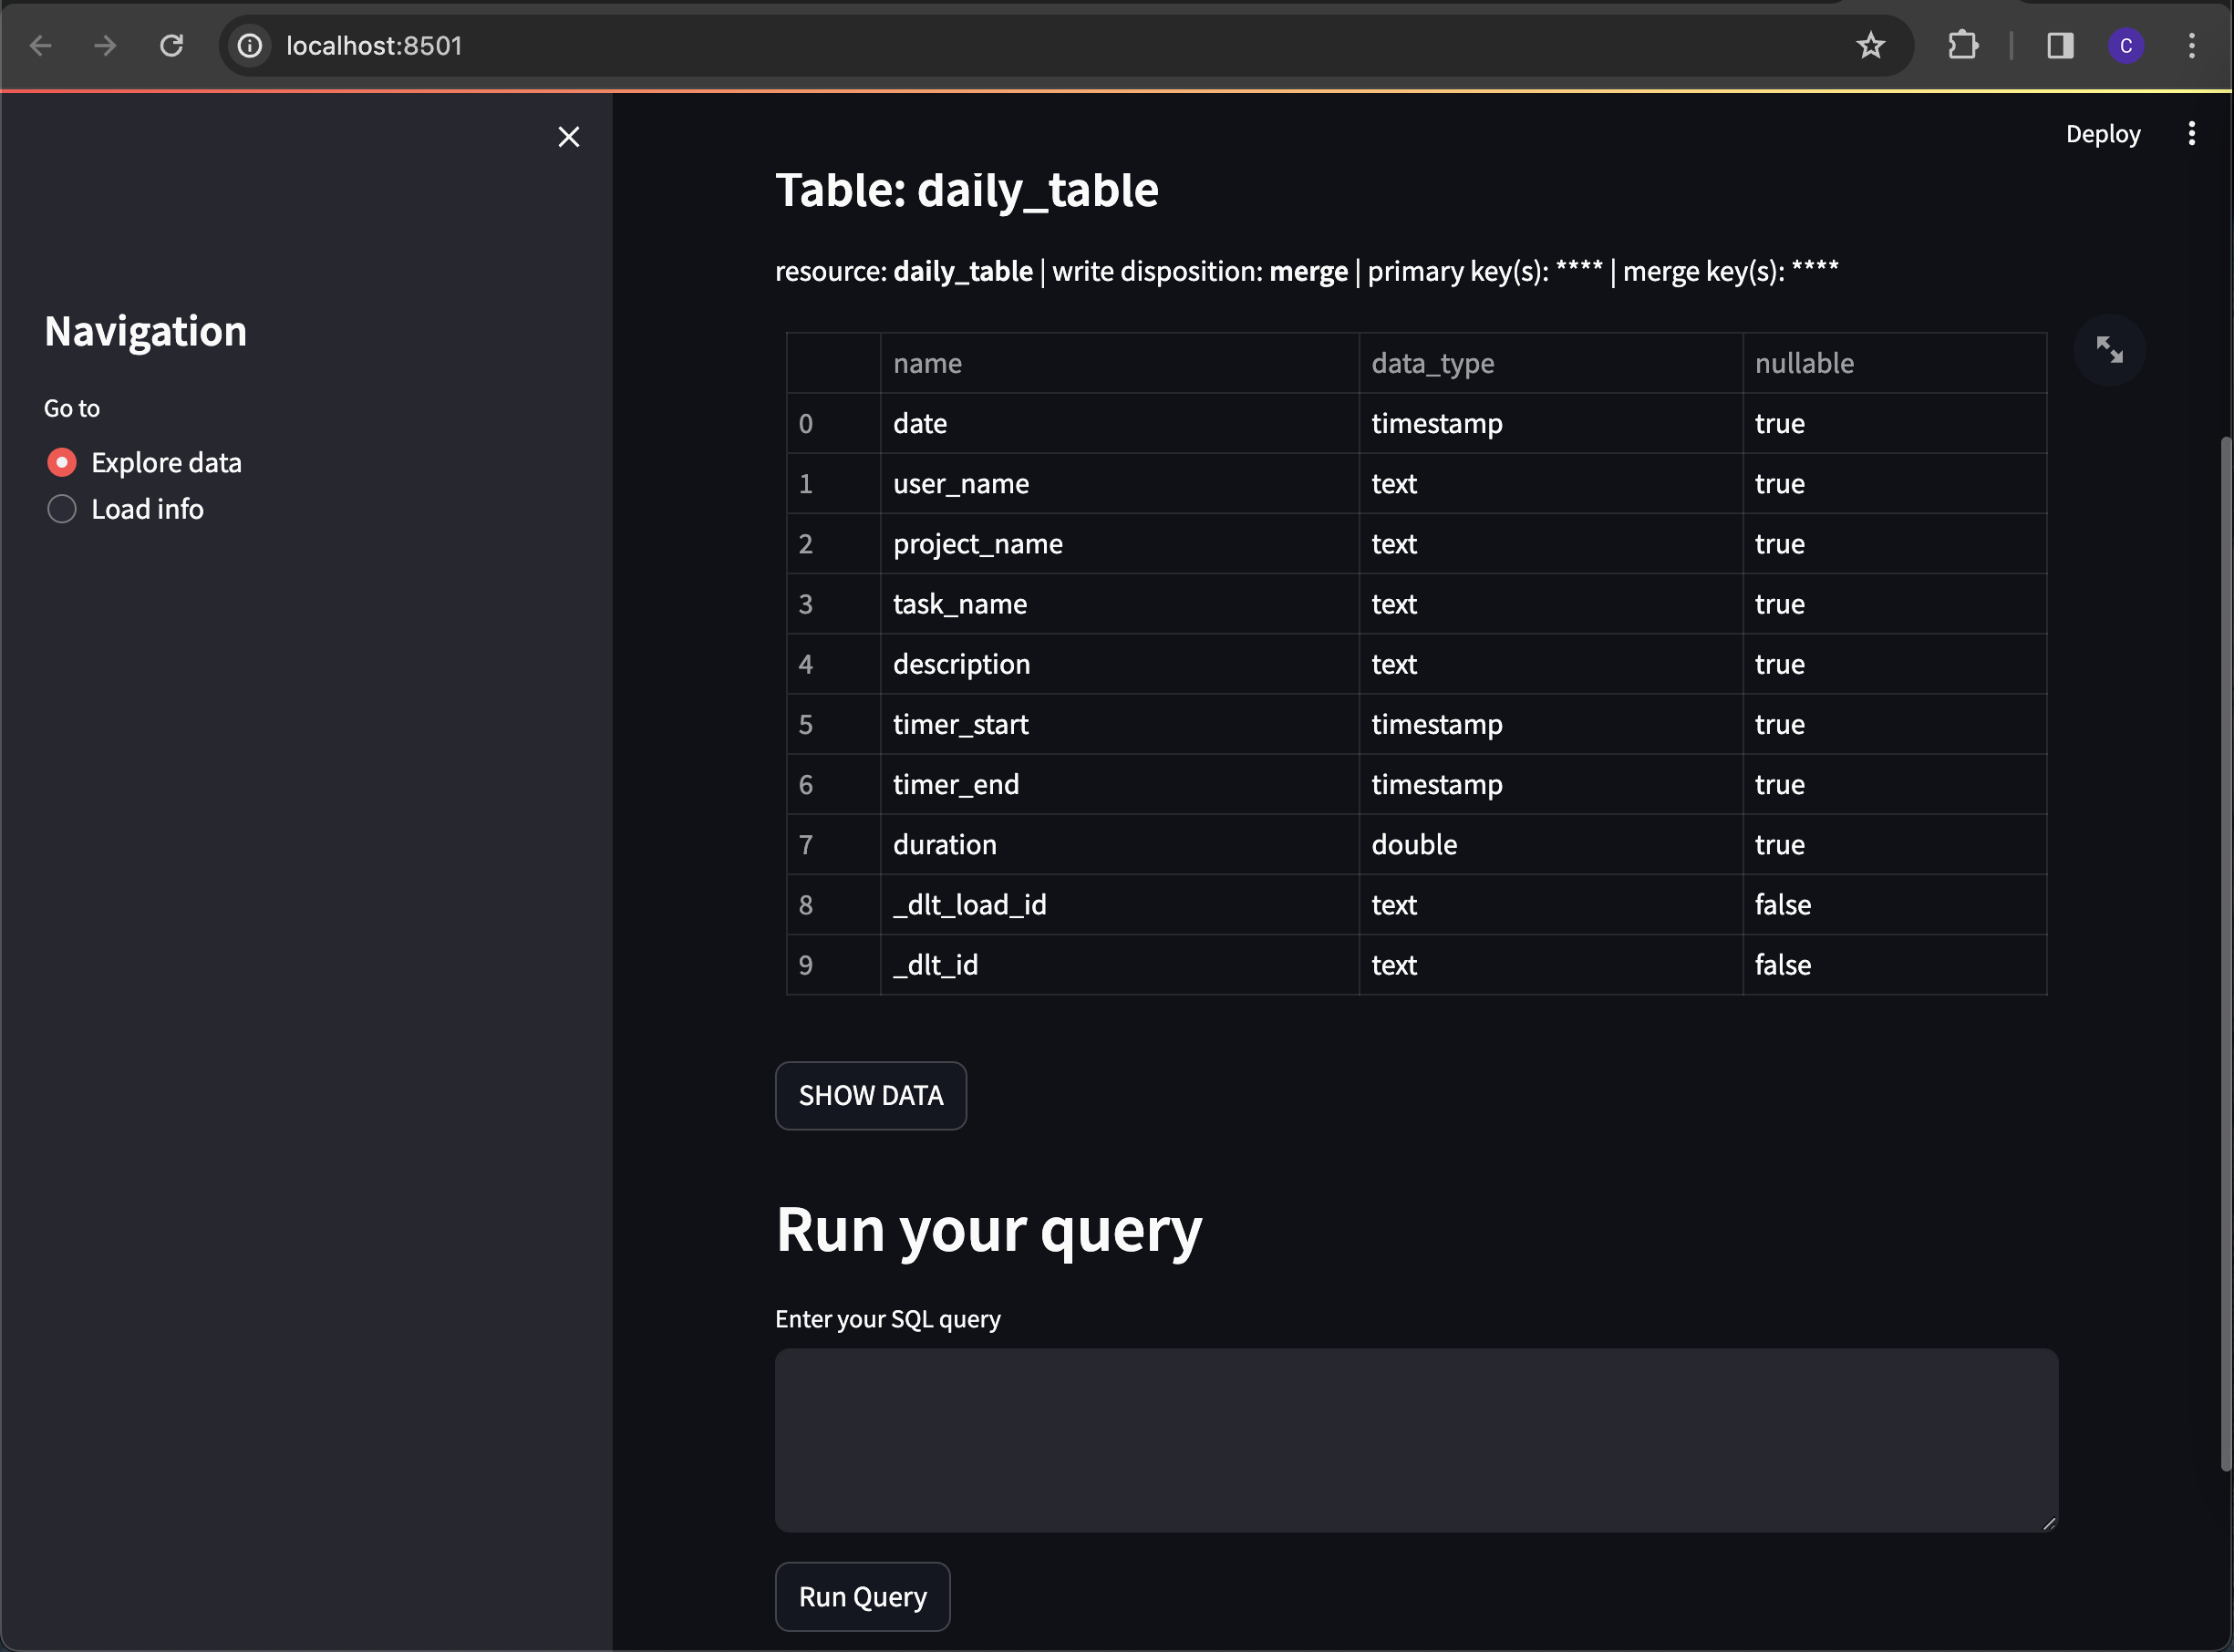 localhost:8501
C
Deploy
Navigation
Go to
Explore data
Load info
Table: daily_table
resource: daily_table | write disposition: merge | primary key(s): **** | merge key(s): ****
name data_type nullable
0 date timestamp true
1 user_name text true
2 project_name text true
3 task_name text true
4 description text true
5 timer_start timestamp true
6 timer_end timestamp true
7 duration double true
8 _dlt_load_id text false
9 _dlt_id text false
SHOW DATA
Run your query
Enter your SQL query
Run Query